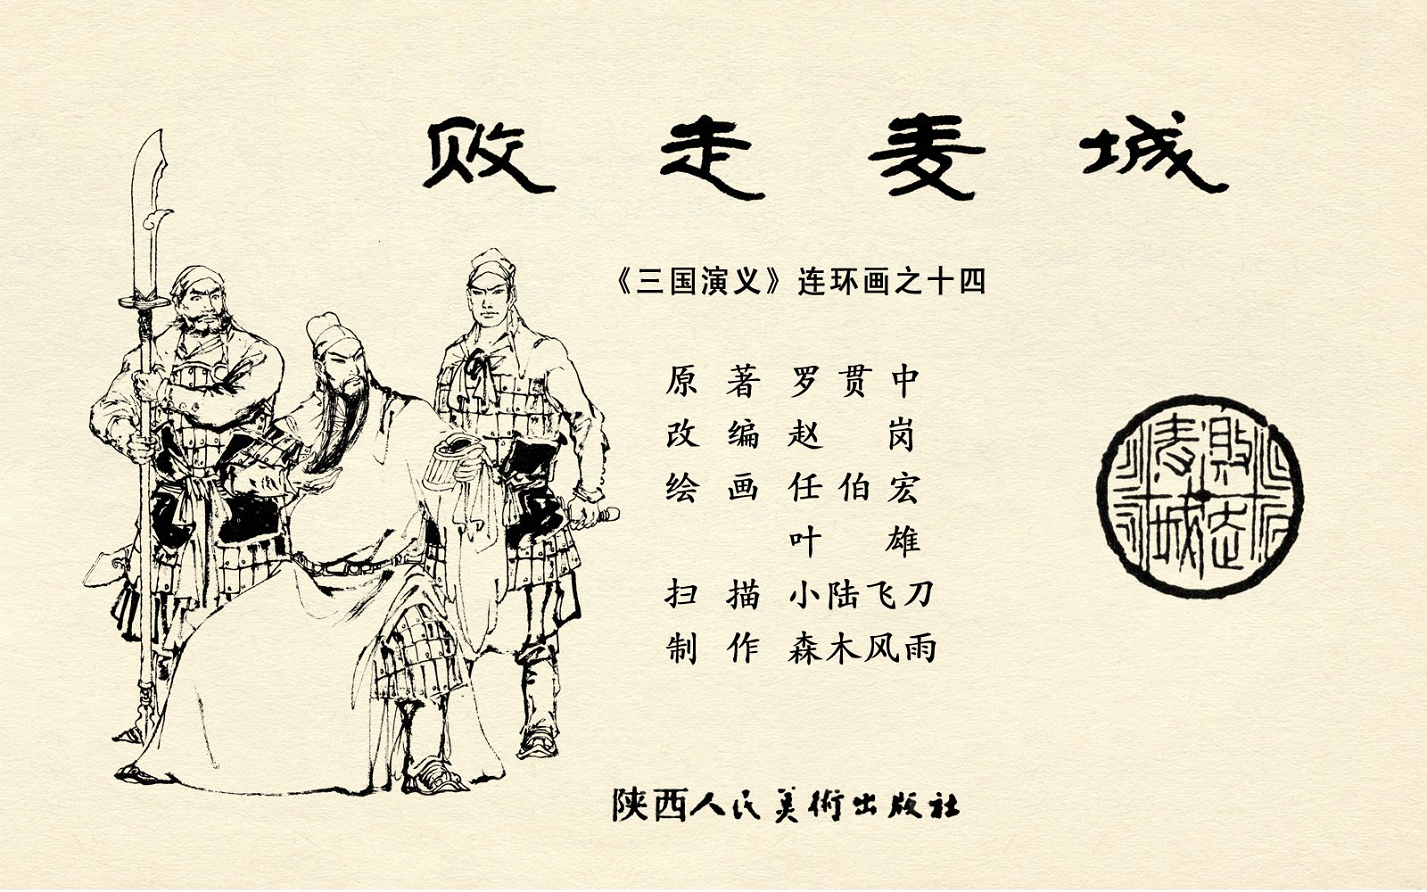 败走麦城
《三国演义》连环画之十四
原 著 罗贯中
改 编 赵 岗
绘 画 任伯宏
叶 雄
扫 描 小陆飞刀
制 作 森木风雨
败走麦城
陕西人民美術出版社